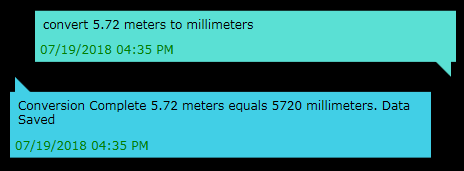 convert 5.72 meters to millimeters
07/19/2018 04:35 PM
Conversion Complete 5.72 meters equals 5720 millimeters. Data
Saved
07/19/2018 04:35 PM